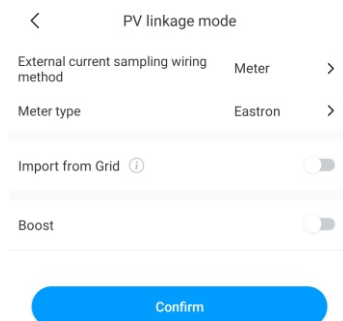 PV linkage mode
External current sampling wiring
method
Meter
Meter type
Eastron
Import from Grid
Boost
Confirm